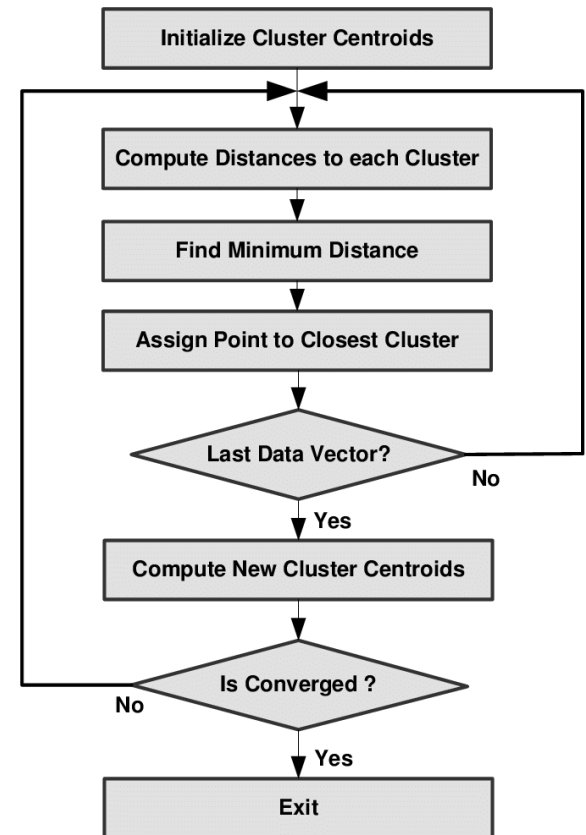 Initialize Cluster Centroids
Compute Distances to each Cluster
Find Minimum Distance
Assign Point to Closest Cluster
Last Data Vector?
No
Yes
Compute New Cluster Centroids
Is Converged ?
No
Yes
Exit